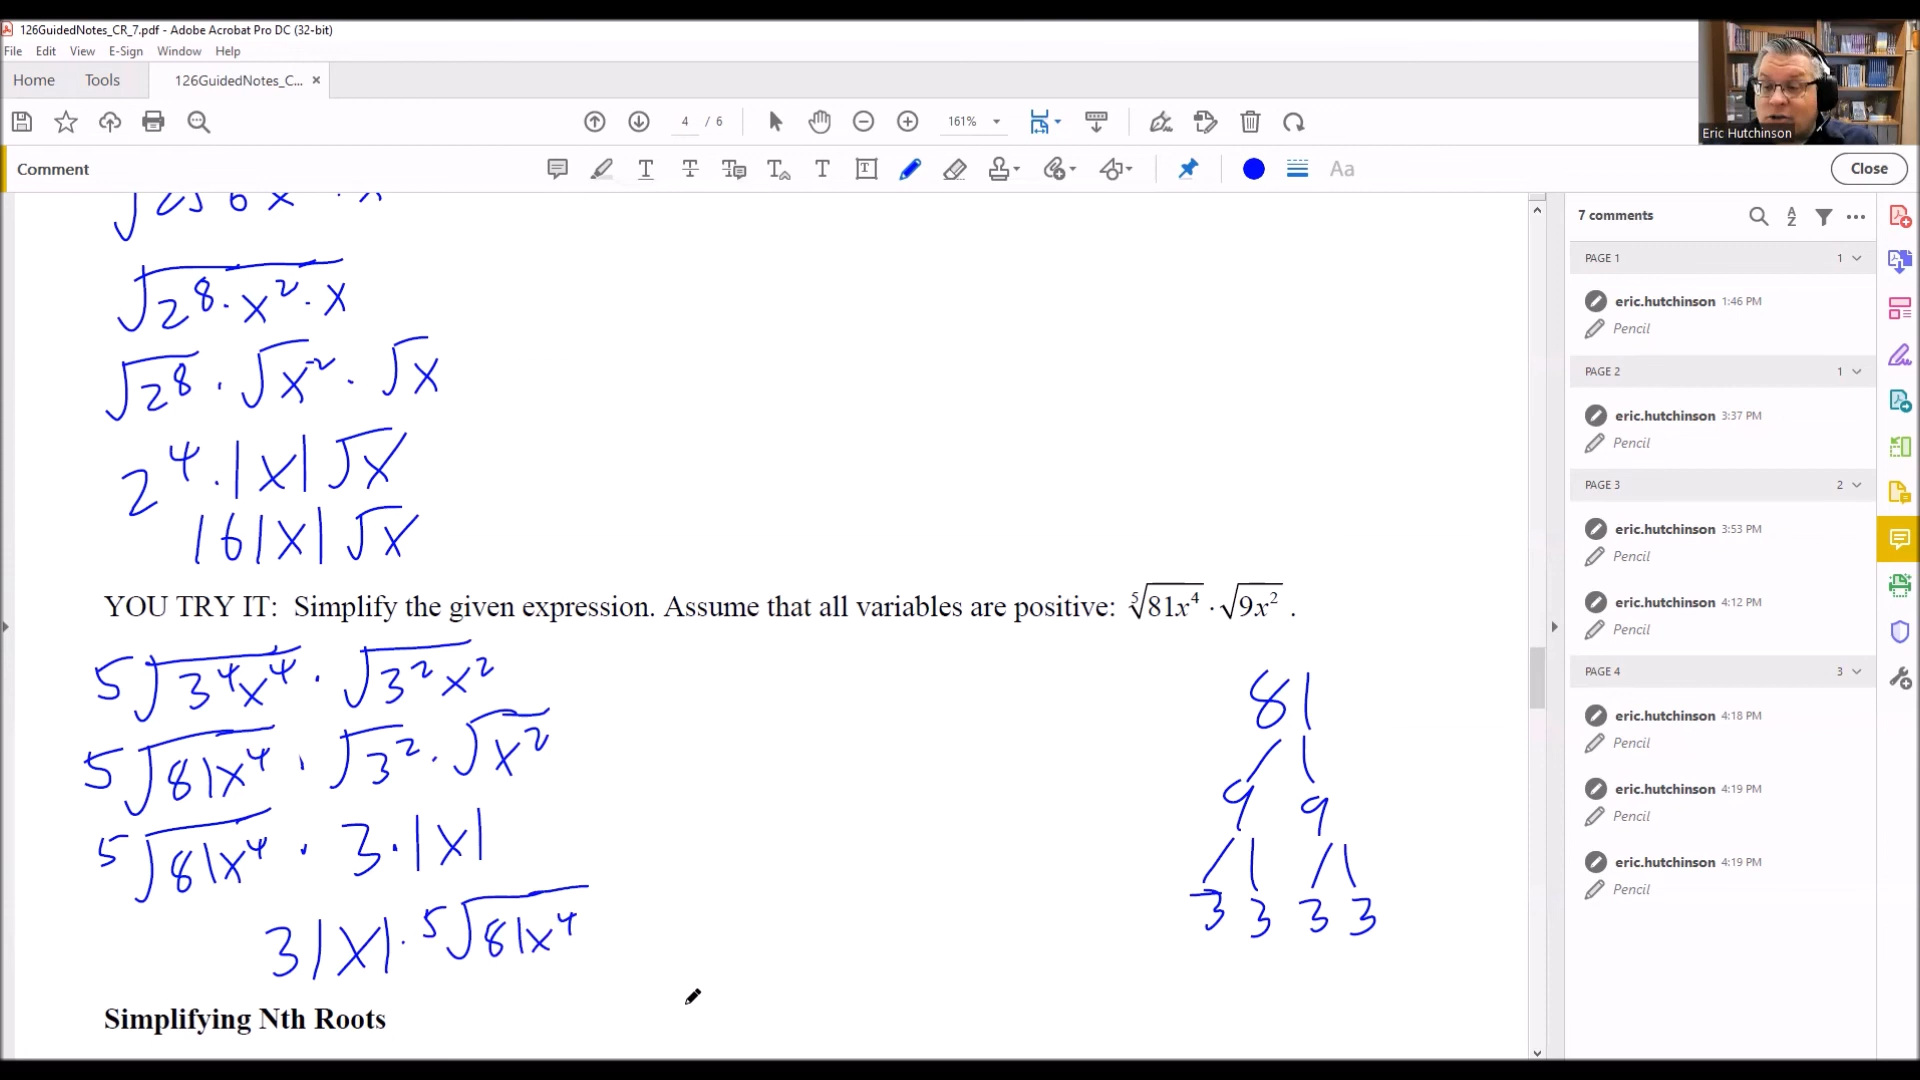 126GuidedNotes_CR_7.pdf - Adobe Acrobat Pro DC (32-bit)
File Edit View E-Sign Window Help
Home Tools 126GuidedNotes_C... ×
4 / 6 161%
Eric Hutchinson
Comment
Close
7 comments
√256x² · x
√2⁸ · x² · x
√2⁸ · √x² · √x
2⁴ · |x| √x
16|x| √x
YOU TRY IT: Simplify the given expression. Assume that all variables are positive: ⁵√81x⁴ · √9x² .
5√3⁴x⁴ · √3²x²
5√81x⁴ · √3² · √x²
5√81x⁴ · 3 · |x|
3|x| · 5√81x⁴
81
9 9
3 3 3 3
Simplifying Nth Roots
PAGE 1 1
eric.hutchinson 1:46 PM
Pencil
PAGE 2 1
eric.hutchinson 3:37 PM
Pencil
PAGE 3 2
eric.hutchinson 3:53 PM
Pencil
eric.hutchinson 4:12 PM
Pencil
PAGE 4 3
eric.hutchinson 4:18 PM
Pencil
eric.hutchinson 4:19 PM
Pencil
eric.hutchinson 4:19 PM
Pencil